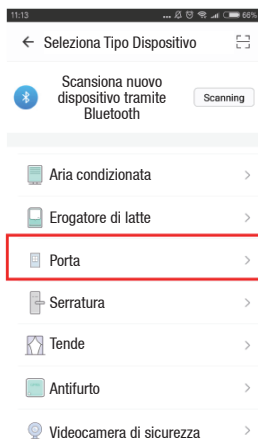 11:13 ... 66%
Seleziona Tipo Dispositivo
Scansiona nuovo
dispositivo tramite
Bluetooth
Scanning
Aria condizionata
Erogatore di latte
Porta
Serratura
Tende
Antifurto
Videocamera di sicurezza